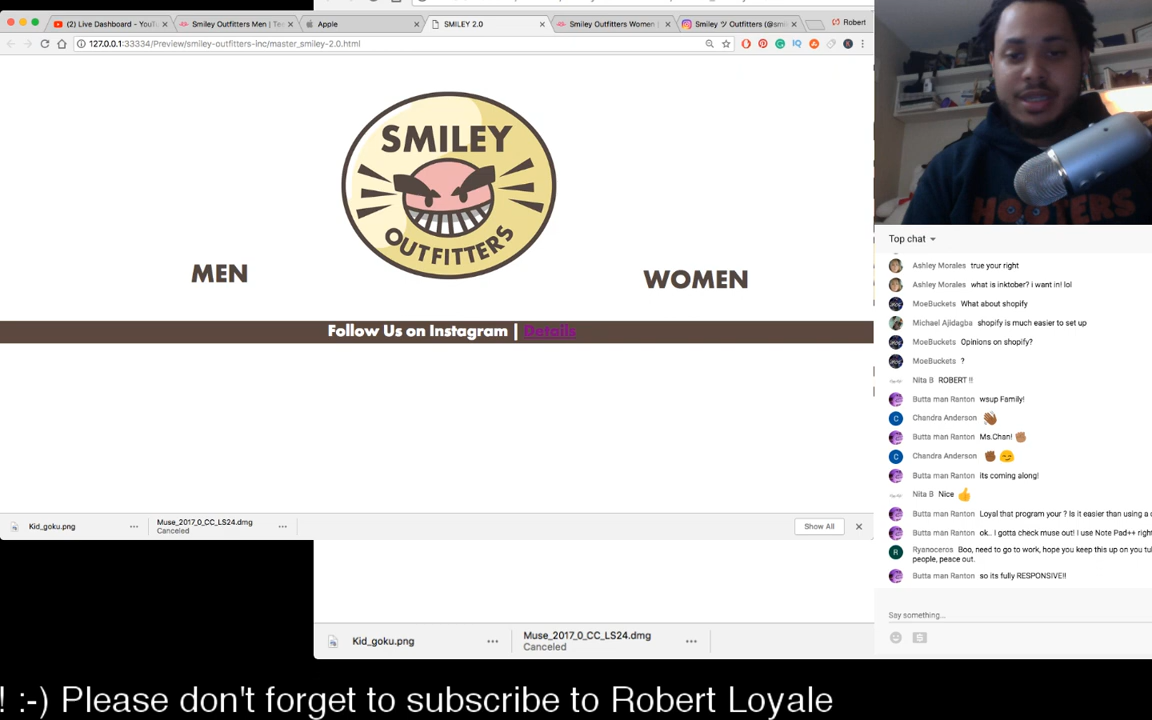 (2) Live Dashboard - YouTu
Smiley Outfitters Men | Tee
Apple
SMILEY 2.0
Smiley Outfitters Women |
Smiley ツ Outfitters (@smi
Robert
127.0.0.1:33334/Preview/smiley-outfitters-inc/master_smiley-2.0.html
SMILEY
OUTFITTERS
MEN
WOMEN
Follow Us on Instagram | Details
Kid_goku.png
Muse_2017_0_CC_LS24.dmg
Canceled
Show All
Kid_goku.png
Muse_2017_0_CC_LS24.dmg
Canceled
HOOTERS
Top chat
Ashley Morales true your right
Ashley Morales what is inktober? i want in! lol
MoeBuckets What about shopify
Michael Ajidagba shopify is much easier to set up
MoeBuckets Opinions on shopify?
MoeBuckets ?
Nita B ROBERT !!
Butta man Ranton wsup Family!
Chandra Anderson
Butta man Ranton Ms.Chan!
Chandra Anderson
Butta man Ranton its coming along!
Nita B Nice
Butta man Ranton Loyal that program your ? Is it easier than using a
Butta man Ranton ok.. I gotta check muse out! I use Note Pad++ right
Ryanoceros Boo, need to go to work, hope you keep this up on you tu
people, peace out.
Butta man Ranton so its fully RESPONSIVE!!
Say something...
! :-) Please don't forget to subscribe to Robert Loyale